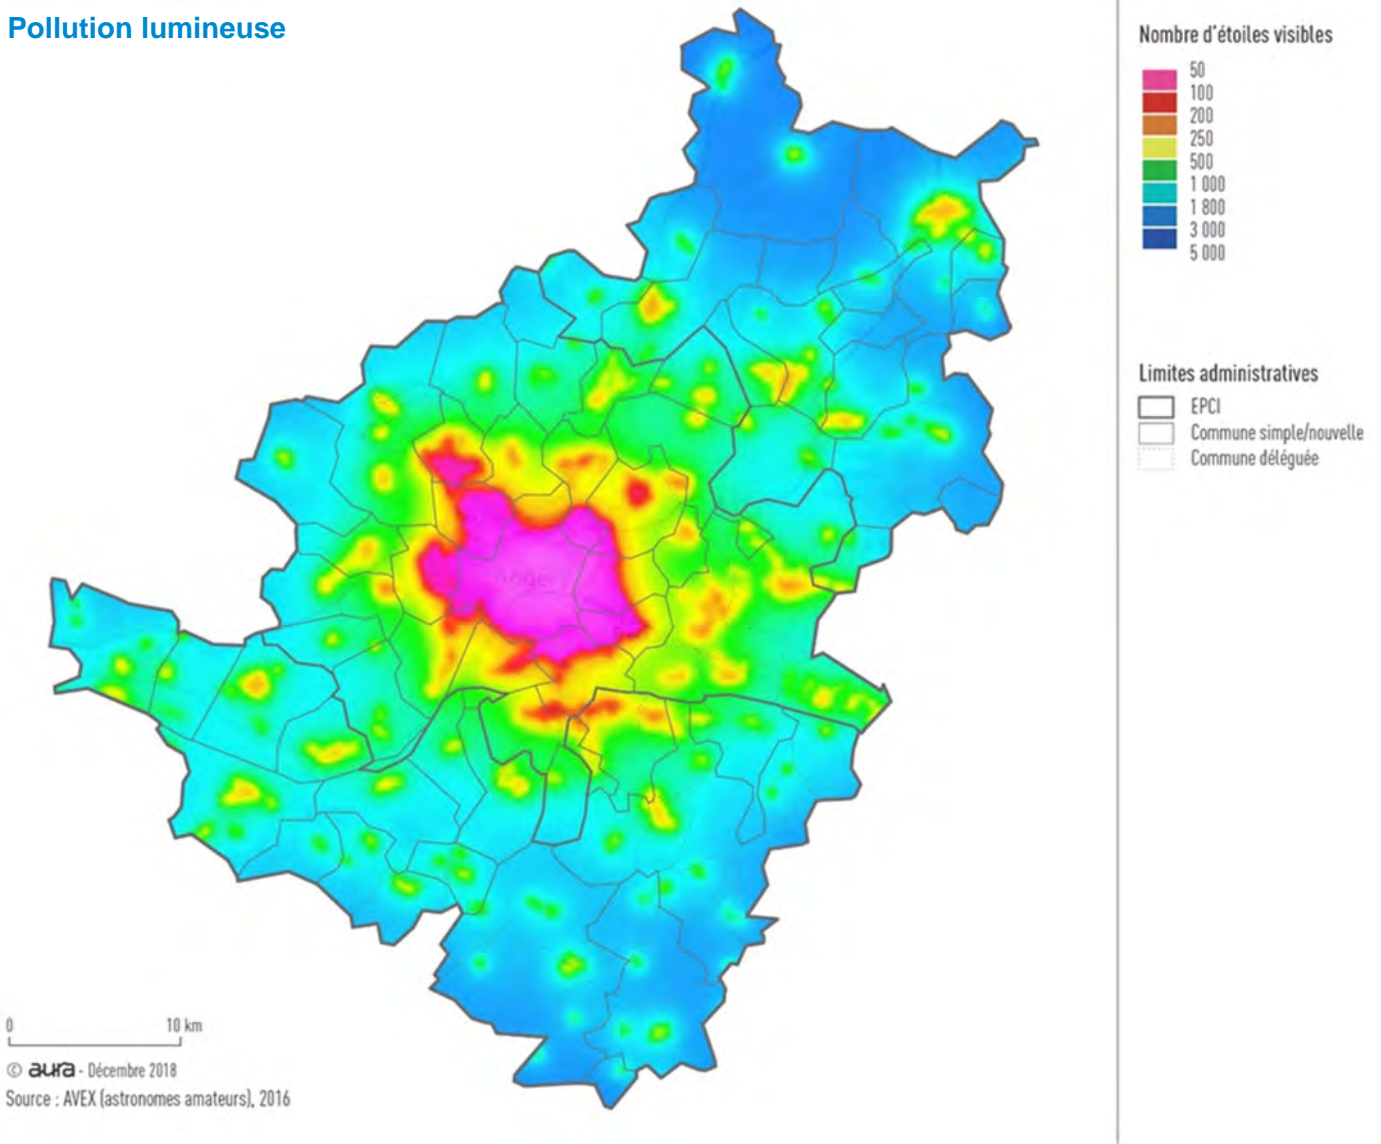 Pollution lumineuse
Nombre d'étoiles visibles
50
100
200
250
500
1 000
1 800
3 000
5 000
Limites administratives
EPCI
Commune simple/nouvelle
Commune déléguée
Angers
0 10 km
© aura - Décembre 2018
Source : AVEX (astronomes amateurs), 2016